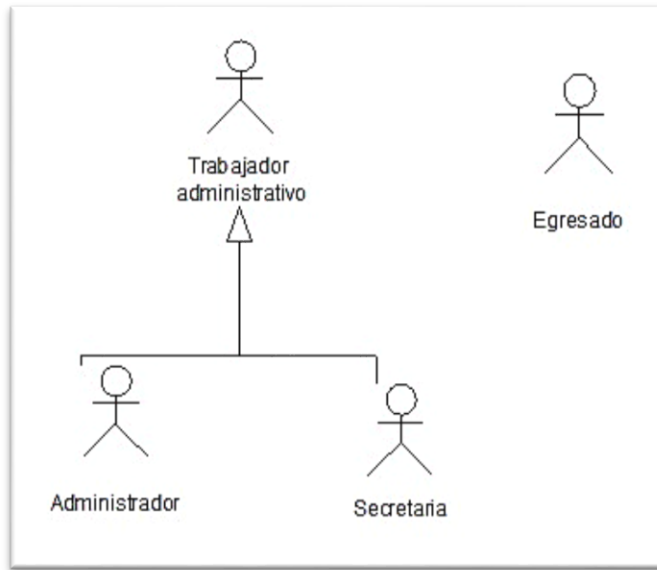 Trabajador
administrativo
Egresado
Administrador
Secretaria